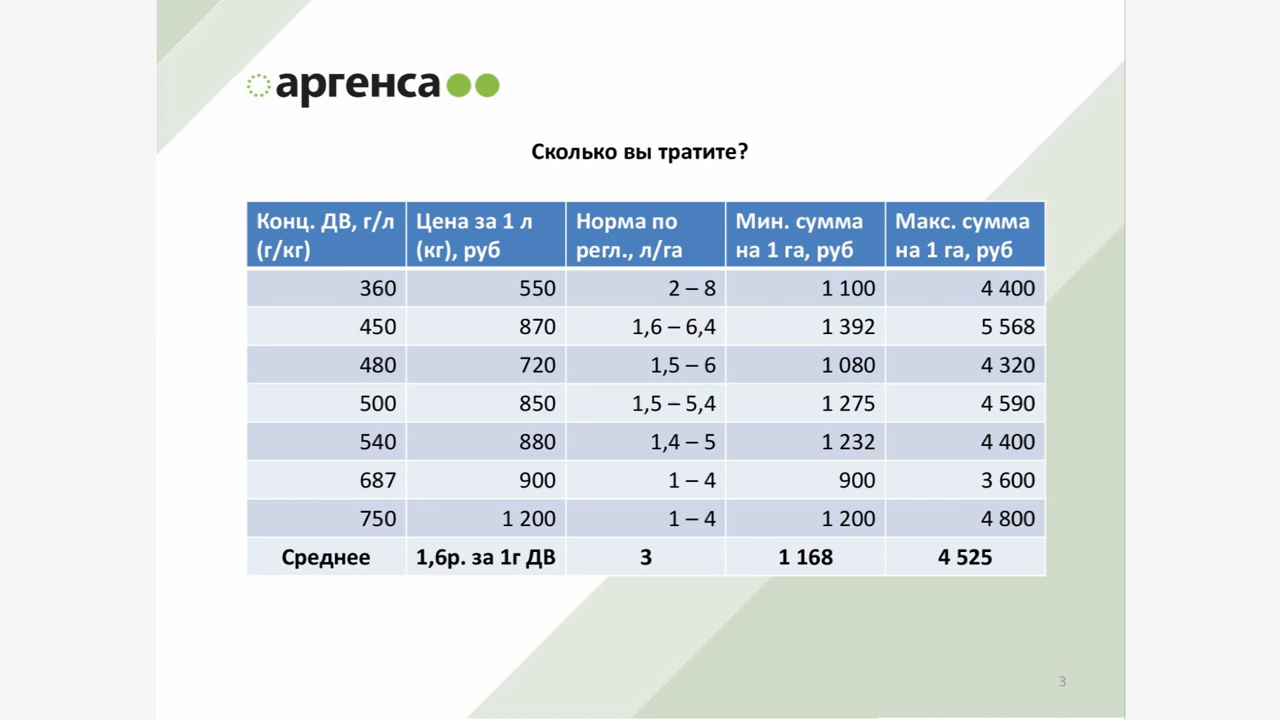 аргенса
Сколько вы тратите?
Конц. ДВ, г/л (г/кг) Цена за 1 л (кг), руб Норма по регл., л/га Мин. сумма на 1 га, руб Макс. сумма на 1 га, руб
360 550 2 – 8 1 100 4 400
450 870 1,6 – 6,4 1 392 5 568
480 720 1,5 – 6 1 080 4 320
500 850 1,5 – 5,4 1 275 4 590
540 880 1,4 – 5 1 232 4 400
687 900 1 – 4 900 3 600
750 1 200 1 – 4 1 200 4 800
Среднее 1,6р. за 1г ДВ 3 1 168 4 525
3